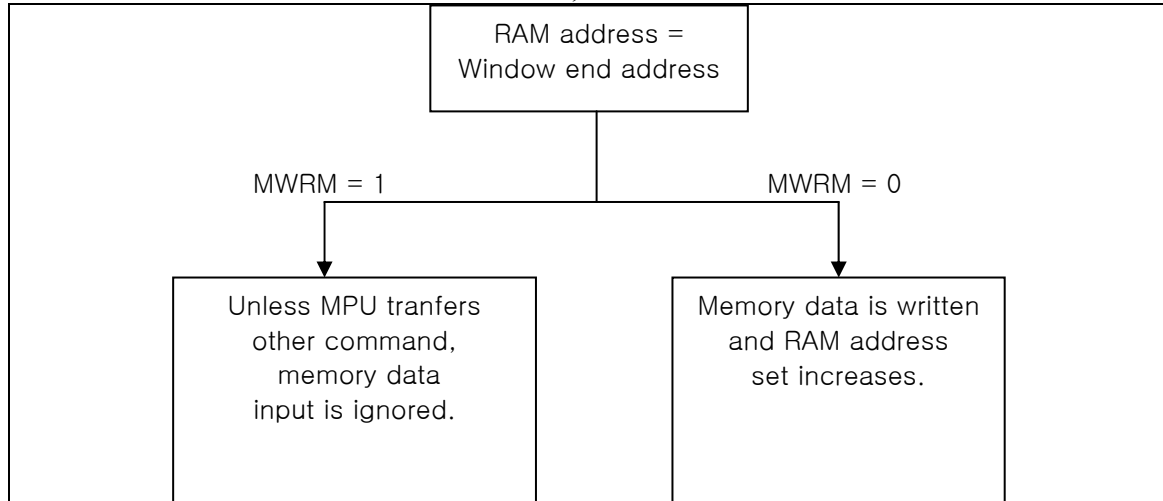 RAM address =
Window end address
MWRM = 1
MWRM = 0
Unless MPU tranfers
other command,
memory data
input is ignored.
Memory data is written
and RAM address
set increases.